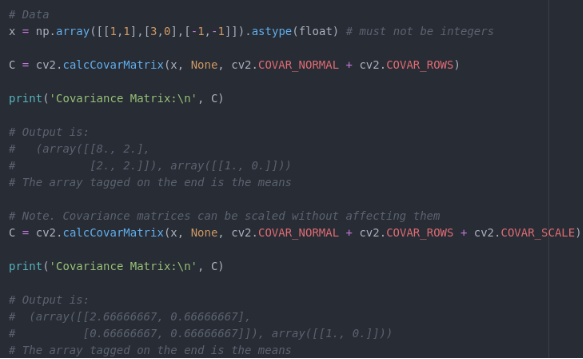 # Data
x = np.array([[1,1],[3,0],[-1,-1]]).astype(float) # must not be integers
C = cv2.calcCovarMatrix(x, None, cv2.COVAR_NORMAL + cv2.COVAR_ROWS)
print('Covariance Matrix:\n', C)
# Output is:
#   (array([[8., 2.],
#           [2., 2.]]), array([[1., 0.]]))
# The array tagged on the end is the means
# Note. Covariance matrices can be scaled without affecting them
C = cv2.calcCovarMatrix(x, None, cv2.COVAR_NORMAL + cv2.COVAR_ROWS + cv2.COVAR_SCALE)
print('Covariance Matrix:\n', C)
# Output is:
#  (array([[2.66666667, 0.66666667],
#          [0.66666667, 0.66666667]]), array([[1., 0.]]))
# The array tagged on the end is the means